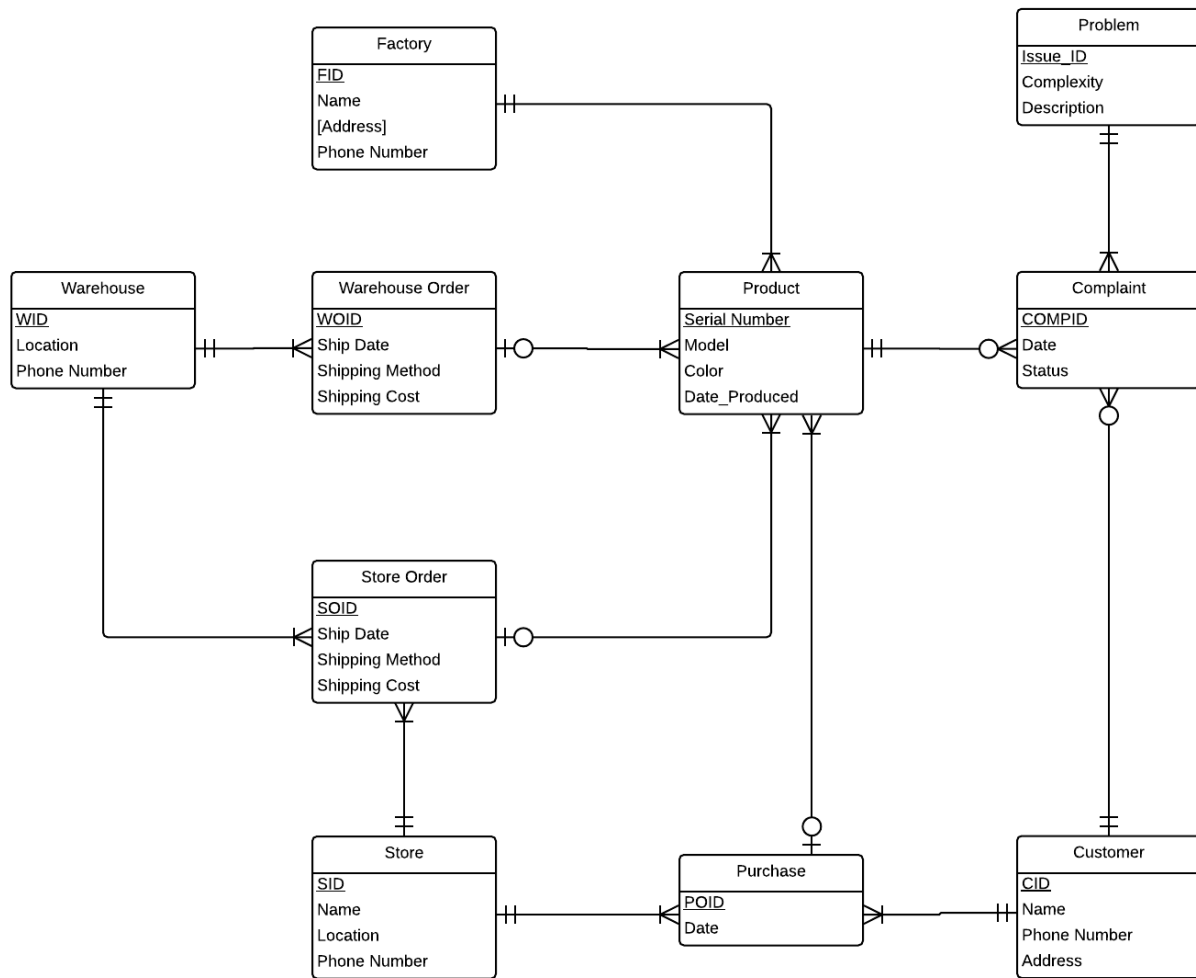 Factory
FID
Name
[Address]
Phone Number
Problem
Issue_ID
Complexity
Description
Warehouse
WID
Location
Phone Number
Warehouse Order
WOID
Ship Date
Shipping Method
Shipping Cost
Product
Serial Number
Model
Color
Date_Produced
Complaint
COMPID
Date
Status
Store Order
SOID
Ship Date
Shipping Method
Shipping Cost
Store
SID
Name
Location
Phone Number
Purchase
POID
Date
Customer
CID
Name
Phone Number
Address